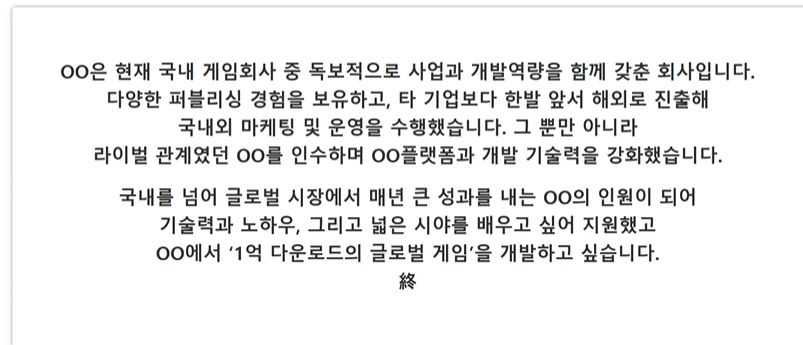 OO은 현재 국내 게임회사 중 독보적으로 사업과 개발역량을 함께 갖춘 회사입니다.
다양한 퍼블리싱 경험을 보유하고, 타 기업보다 한발 앞서 해외로 진출해
국내외 마케팅 및 운영을 수행했습니다. 그 뿐만 아니라
라이벌 관계였던 OO를 인수하며 OO플랫폼과 개발 기술력을 강화했습니다.
국내를 넘어 글로벌 시장에서 매년 큰 성과를 내는 OO의 인원이 되어
기술력과 노하우, 그리고 넓은 시야를 배우고 싶어 지원했고
OO에서 ‘1억 다운로드의 글로벌 게임’을 개발하고 싶습니다.
終